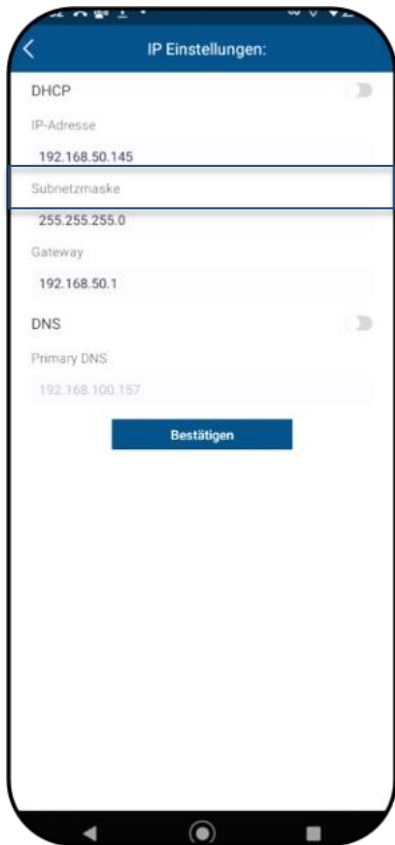 IP Einstellungen:
DHCP
IP-Adresse
192.168.50.145
Subnetzmaske
255.255.255.0
Gateway
192.168.50.1
DNS
Primary DNS
192.168.100.157
Bestätigen